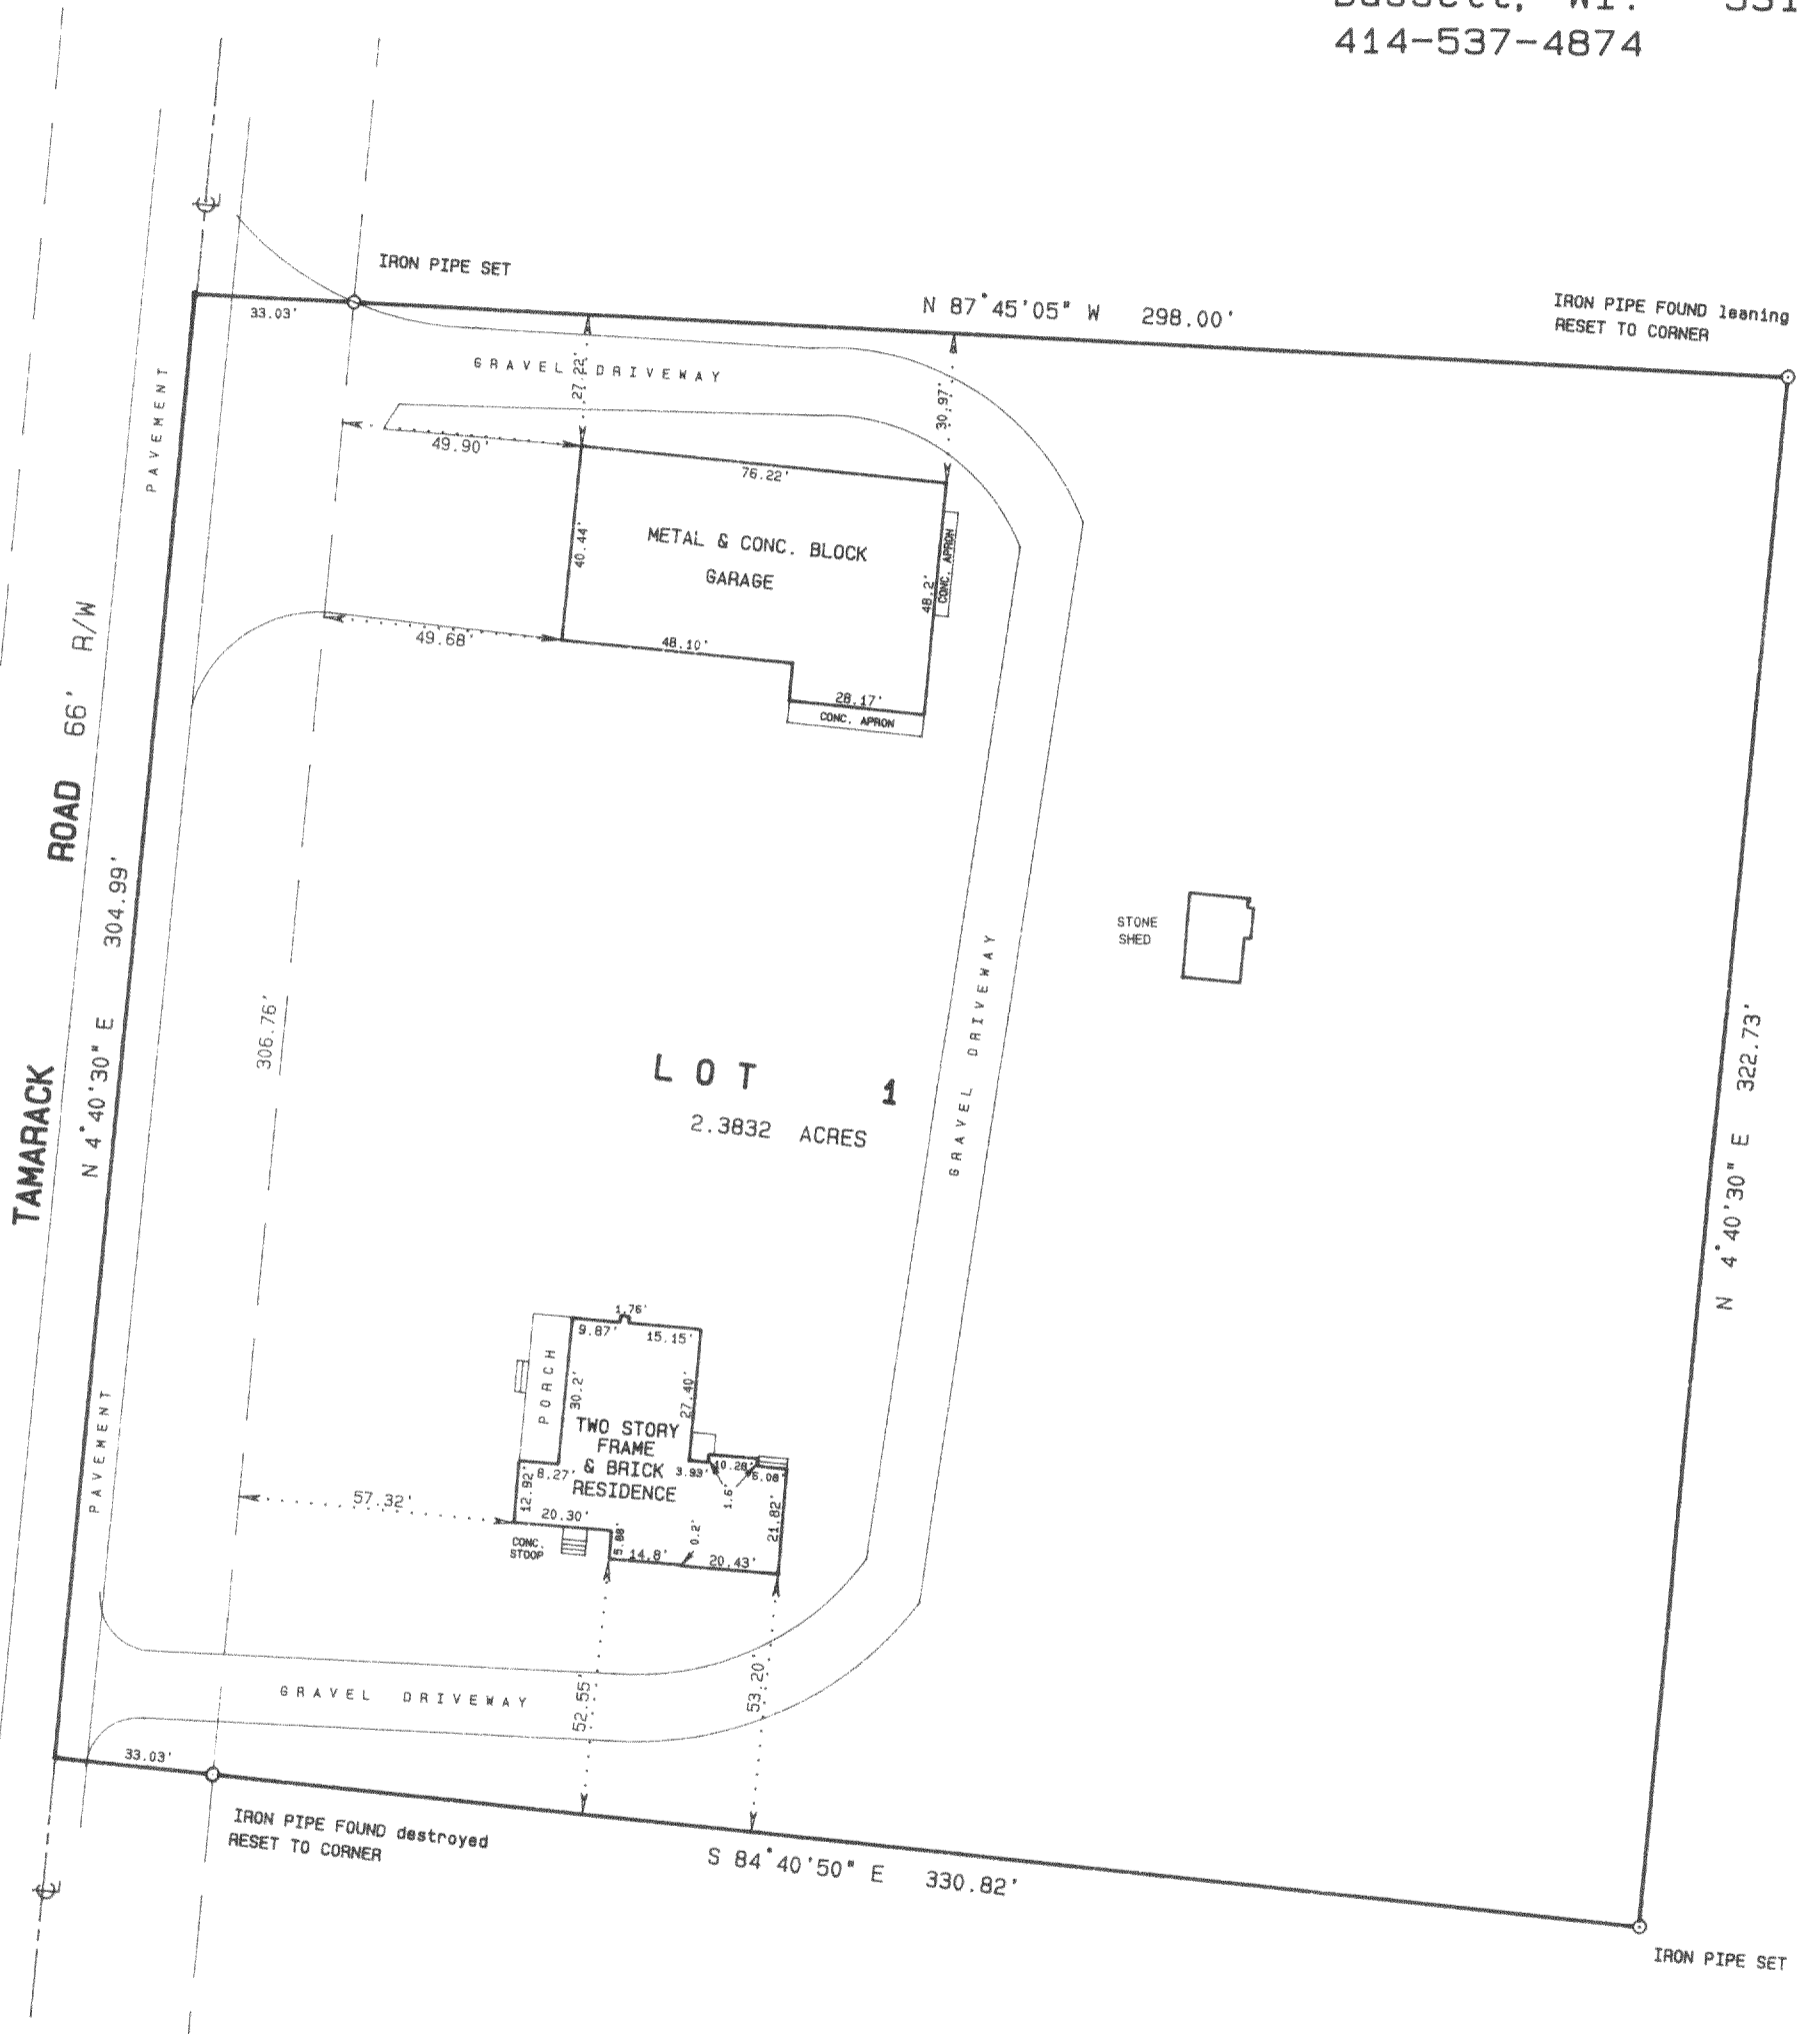 414-537-4874
IRON PIPE SET
33.03'
N 87°45'05" W 298.00'
IRON PIPE FOUND leaning
RESET TO CORNER
PAVEMENT
GRAVEL DRIVEWAY
27.22'
30.97'
49.90'
76.22'
40.44'
METAL & CONC. BLOCK
GARAGE
48.2'
CONC. APRON
49.68'
48.10'
28.17'
CONC. APRON
TAMARACK ROAD 66' R/W
N 4°40'30" E 304.99'
306.76'
STONE
SHED
GRAVEL DRIVEWAY
LOT 1
2.3832 ACRES
N 4°40'30" E 322.73'
1.76'
9.87'
15.15'
PORCH
30.2'
27.40'
TWO STORY
FRAME
& BRICK
RESIDENCE
8.27'
3.93'
10.28'
6.08'
12.92'
1.6'
21.82'
57.32'
20.30'
CONC.
STOOP
5.88'
14.8'
0.2'
20.43'
PAVEMENT
52.55'
53.20'
GRAVEL DRIVEWAY
33.03'
IRON PIPE FOUND destroyed
RESET TO CORNER
S 84°40'50" E 330.82'
IRON PIPE SET